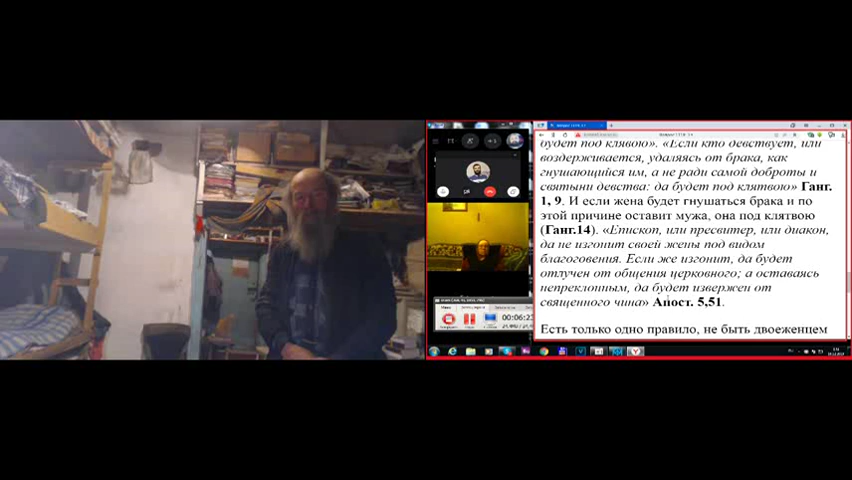 будет под клявою». «Если кто девствует, или
воздерживается, удаляясь от брака, как
гнушающийся им, а не ради самой доброты и
святыни девства: да будет под клятвою» Ганг.
1, 9. И если жена будет гнушаться брака и по
этой причине оставит мужа, она под клятвою
(Ганг.14). «Епископ, или пресвитер, или диакон,
да не изгонит своей жены под видом
благоговения. Если же изгонит, да будет
отлучен от общения церковного; а оставаясь
непреклонным, да будет извержен от
священного чина» Апост. 5,51.
Есть только одно правило, не быть двоеженцем